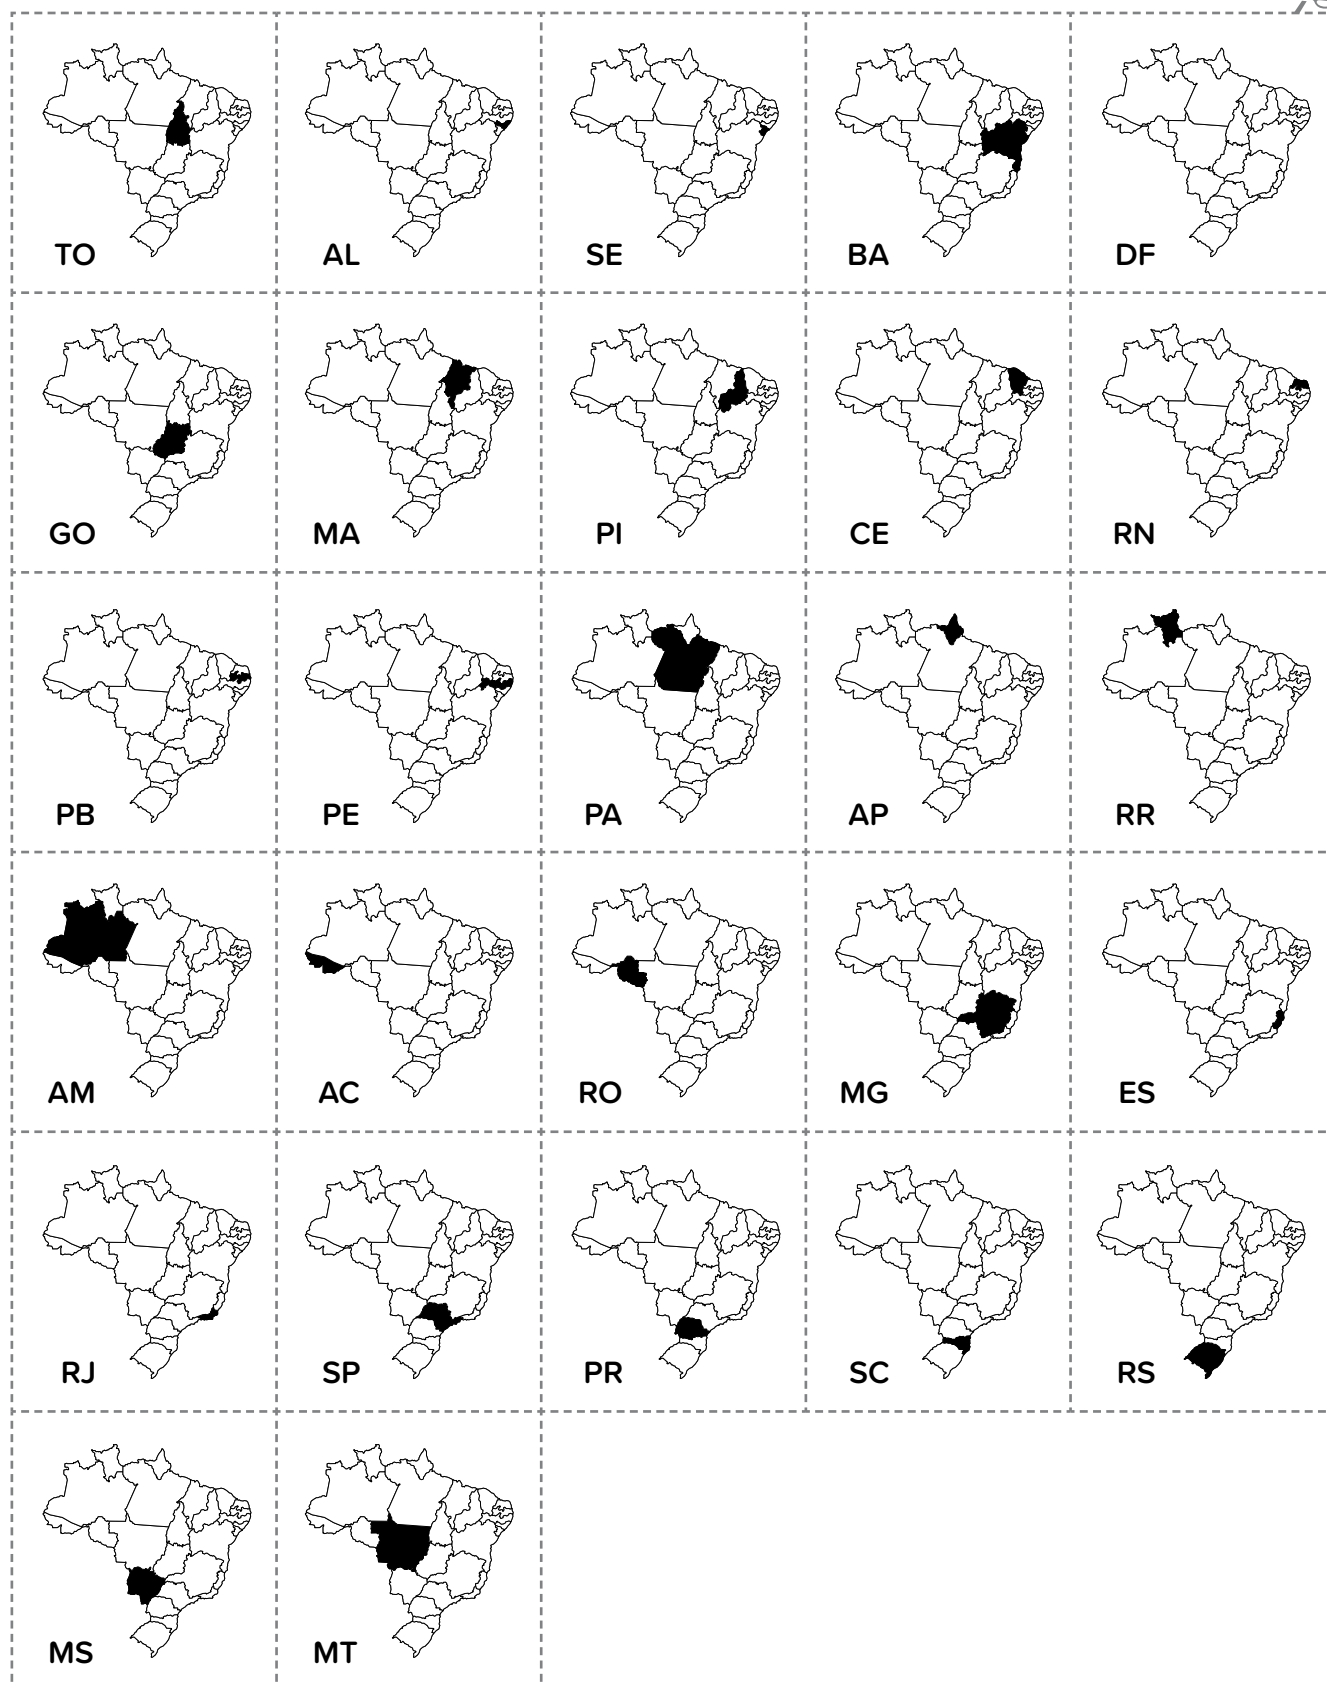 TO AL SE BA DF
GO MA PI CE RN
PB PE PA AP RR
AM AC RO MG ES
RJ SP PR SC RS
MS MT